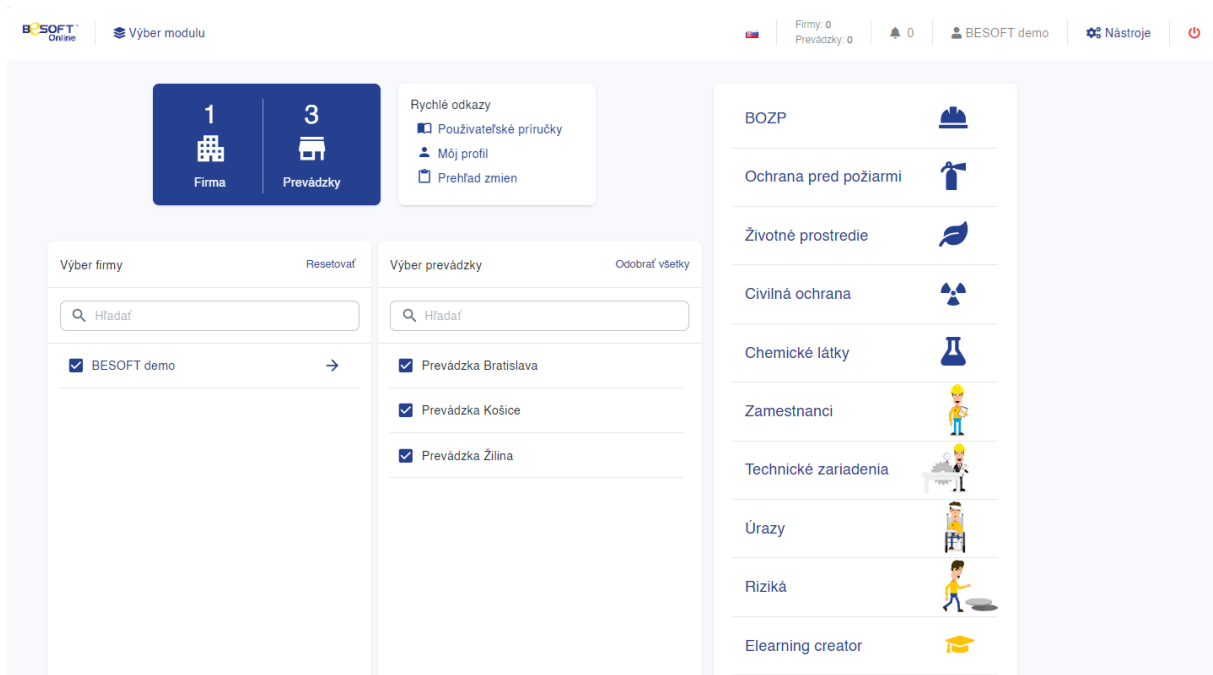 BeSOFT
Online
Výber modulu
Firmy: 0
Prevádzky: 0
0
BESOFT demo
Nástroje
1
Firma
3
Prevádzky
Rychlé odkazy
Používateľské príručky
Môj profil
Prehľad zmien
Výber firmy
Resetovať
Hľadať
BESOFT demo
Výber prevádzky
Odobrať všetky
Hľadať
Prevádzka Bratislava
Prevádzka Košice
Prevádzka Žilina
BOZP
Ochrana pred požiarmi
Životné prostredie
Civilná ochrana
Chemické látky
Zamestnanci
Technické zariadenia
Úrazy
Riziká
Elearning creator